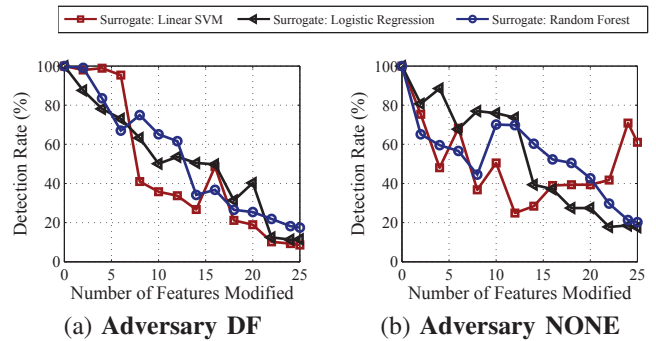 Surrogate: Linear SVM Surrogate: Logistic Regression Surrogate: Random Forest
Detection Rate (%)
100
80
60
40
20
0
0 5 10 15 20 25
Number of Features Modified
(a) Adversary DF
Detection Rate (%)
100
80
60
40
20
0
0 5 10 15 20 25
Number of Features Modified
(b) Adversary NONE